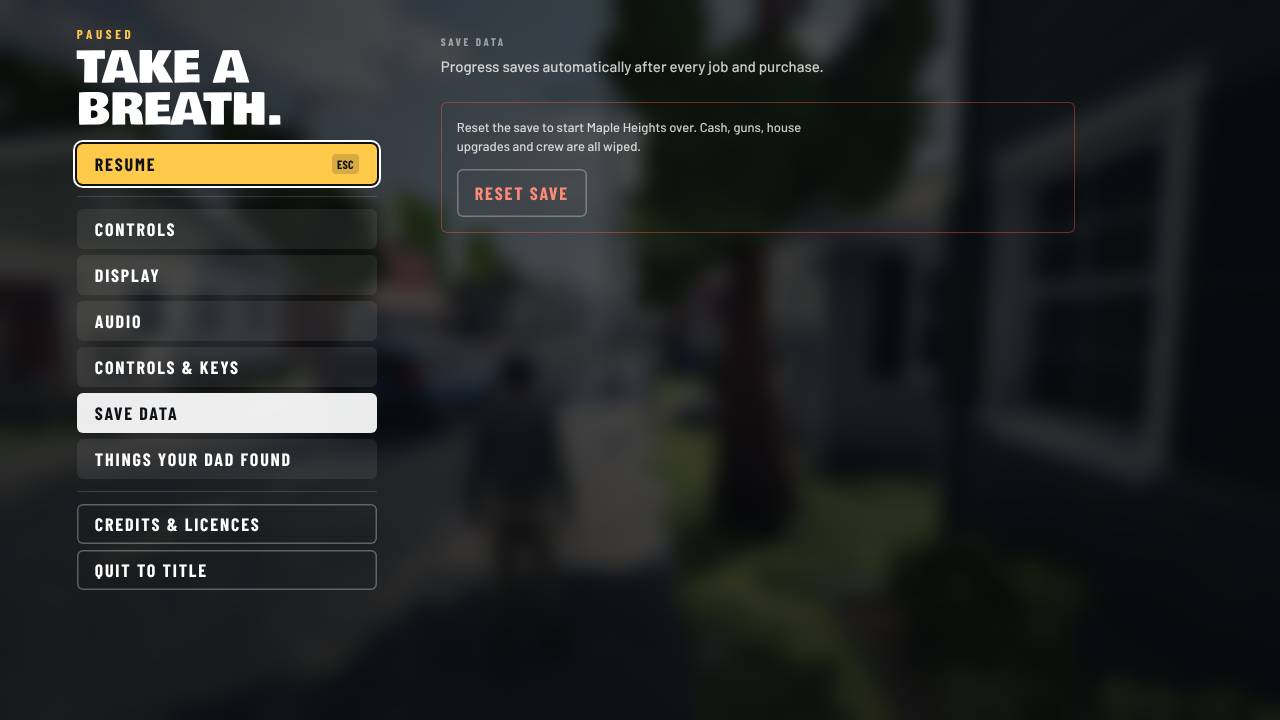 PAUSED
TAKE A
BREATH.
RESUME ESC
CONTROLS
DISPLAY
AUDIO
CONTROLS & KEYS
SAVE DATA
THINGS YOUR DAD FOUND
CREDITS & LICENCES
QUIT TO TITLE
SAVE DATA
Progress saves automatically after every job and purchase.
Reset the save to start Maple Heights over. Cash, guns, house
upgrades and crew are all wiped.
RESET SAVE